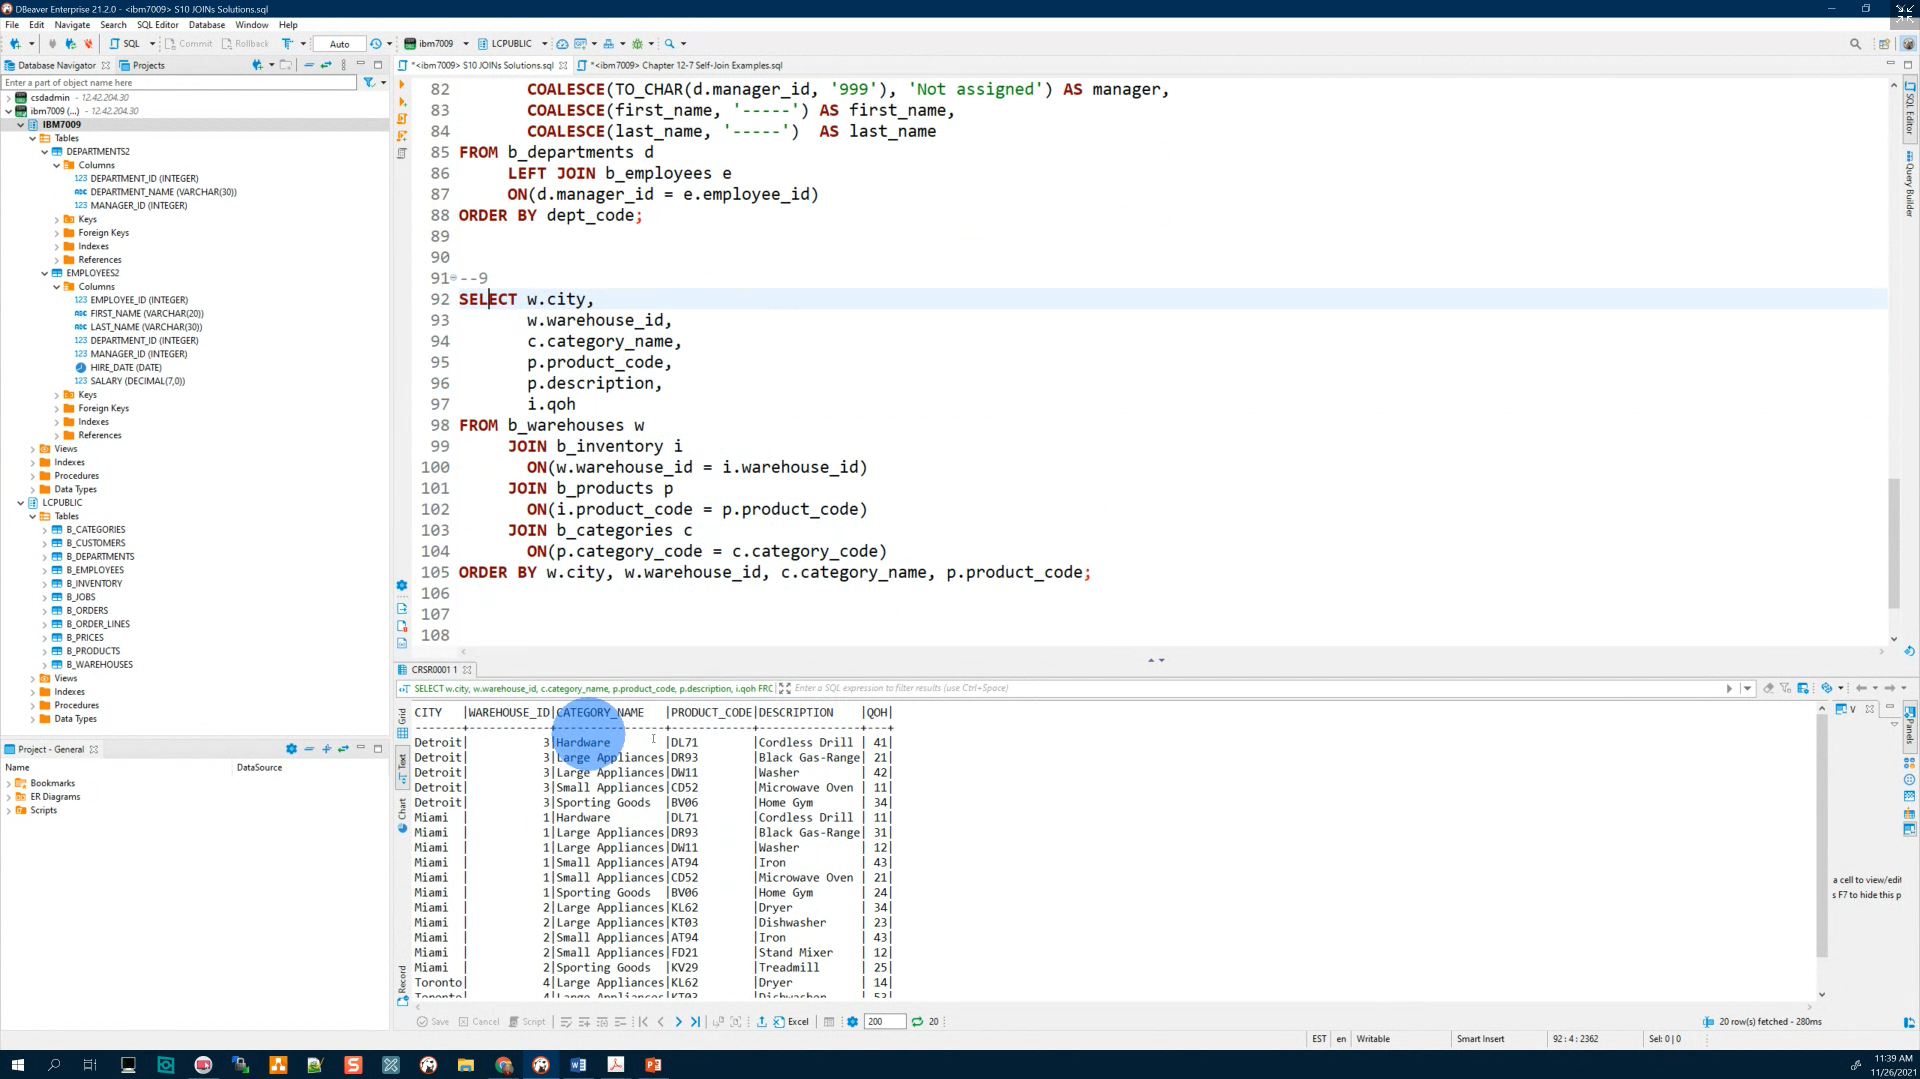 DBeaver Enterprise 21.2.0 - <ibm7009> S10 JOINs Solutions.sql
File Edit Navigate Search SQL Editor Database Window Help
SQL Commit Rollback Auto ibm7009 LCPUBLIC
Database Navigator Projects
*<ibm7009> S10 JOINs Solutions.sql *<ibm7009> Chapter 12-7 Self-Join Examples.sql
Enter a part of object name here
csdadmin - 12.42.204.30
ibm7009 (...) - 12.42.204.30
IBM7009
Tables
DEPARTMENTS2
Columns
123 DEPARTMENT_ID (INTEGER)
ABC DEPARTMENT_NAME (VARCHAR(30))
123 MANAGER_ID (INTEGER)
Keys
Foreign Keys
Indexes
References
EMPLOYEES2
Columns
123 EMPLOYEE_ID (INTEGER)
ABC FIRST_NAME (VARCHAR(20))
ABC LAST_NAME (VARCHAR(30))
123 DEPARTMENT_ID (INTEGER)
123 MANAGER_ID (INTEGER)
HIRE_DATE (DATE)
123 SALARY (DECIMAL(7,0))
Keys
Foreign Keys
Indexes
References
Views
Indexes
Procedures
Data Types
LCPUBLIC
Tables
B_CATEGORIES
B_CUSTOMERS
B_DEPARTMENTS
B_EMPLOYEES
B_INVENTORY
B_JOBS
B_ORDERS
B_ORDER_LINES
B_PRICES
B_PRODUCTS
B_WAREHOUSES
Views
Indexes
Procedures
Data Types
Project - General
Name DataSource
Bookmarks
ER Diagrams
Scripts
82 COALESCE(TO_CHAR(d.manager_id, '999'), 'Not assigned') AS manager,
83 COALESCE(first_name, '-----') AS first_name,
84 COALESCE(last_name, '-----') AS last_name
85 FROM b_departments d
86 LEFT JOIN b_employees e
87 ON(d.manager_id = e.employee_id)
88 ORDER BY dept_code;
89
90
91 --9
92 SELECT w.city,
93 w.warehouse_id,
94 c.category_name,
95 p.product_code,
96 p.description,
97 i.qoh
98 FROM b_warehouses w
99 JOIN b_inventory i
100 ON(w.warehouse_id = i.warehouse_id)
101 JOIN b_products p
102 ON(i.product_code = p.product_code)
103 JOIN b_categories c
104 ON(p.category_code = c.category_code)
105 ORDER BY w.city, w.warehouse_id, c.category_name, p.product_code;
106
107
108
SQL Editor
Query Builder
CRSR0001 1
SELECT w.city, w.warehouse_id, c.category_name, p.product_code, p.description, i.qoh FRC Enter a SQL expression to filter results (use Ctrl+Space)
Grid
Text
Chart
Record
CITY |WAREHOUSE_ID|CATEGORY_NAME |PRODUCT_CODE|DESCRIPTION |QOH|
-------+------------+----------------+------------+---------------+---+
Detroit| 3|Hardware |DL71 |Cordless Drill | 41|
Detroit| 3|Large Appliances|DR93 |Black Gas-Range| 21|
Detroit| 3|Large Appliances|DW11 |Washer | 42|
Detroit| 3|Small Appliances|CD52 |Microwave Oven | 11|
Detroit| 3|Sporting Goods |BV06 |Home Gym | 34|
Miami | 1|Hardware |DL71 |Cordless Drill | 11|
Miami | 1|Large Appliances|DR93 |Black Gas-Range| 31|
Miami | 1|Large Appliances|DW11 |Washer | 12|
Miami | 1|Small Appliances|AT94 |Iron | 43|
Miami | 1|Small Appliances|CD52 |Microwave Oven | 21|
Miami | 1|Sporting Goods |BV06 |Home Gym | 24|
Miami | 2|Large Appliances|KL62 |Dryer | 34|
Miami | 2|Large Appliances|KT03 |Dishwasher | 23|
Miami | 2|Small Appliances|AT94 |Iron | 43|
Miami | 2|Small Appliances|FD21 |Stand Mixer | 12|
Miami | 2|Sporting Goods |KV29 |Treadmill | 25|
Toronto| 4|Large Appliances|KL62 |Dryer | 14|
Toronto| 4|Large Appliances|KT03 |Dishwasher | 53|
V
Panels
a cell to view/edit
s F7 to hide this p
Save Cancel Script Excel 200 20
20 row(s) fetched - 280ms
EST en Writable Smart Insert 92 : 4 : 2362 Sel: 0 | 0
11:39 AM
11/26/2021